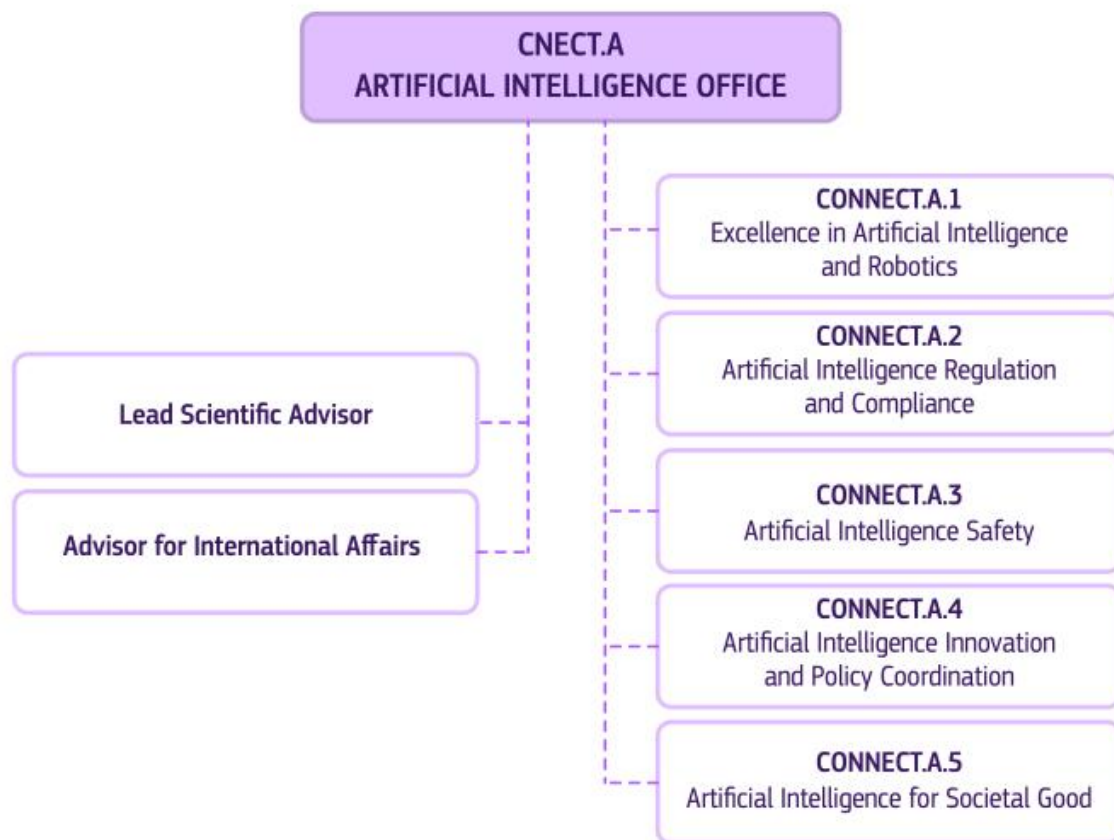 CNECT.A
ARTIFICIAL INTELLIGENCE OFFICE
Lead Scientific Advisor
Advisor for International Affairs
CONNECT.A.1
Excellence in Artificial Intelligence
and Robotics
CONNECT.A.2
Artificial Intelligence Regulation
and Compliance
CONNECT.A.3
Artificial Intelligence Safety
CONNECT.A.4
Artificial Intelligence Innovation
and Policy Coordination
CONNECT.A.5
Artificial Intelligence for Societal Good